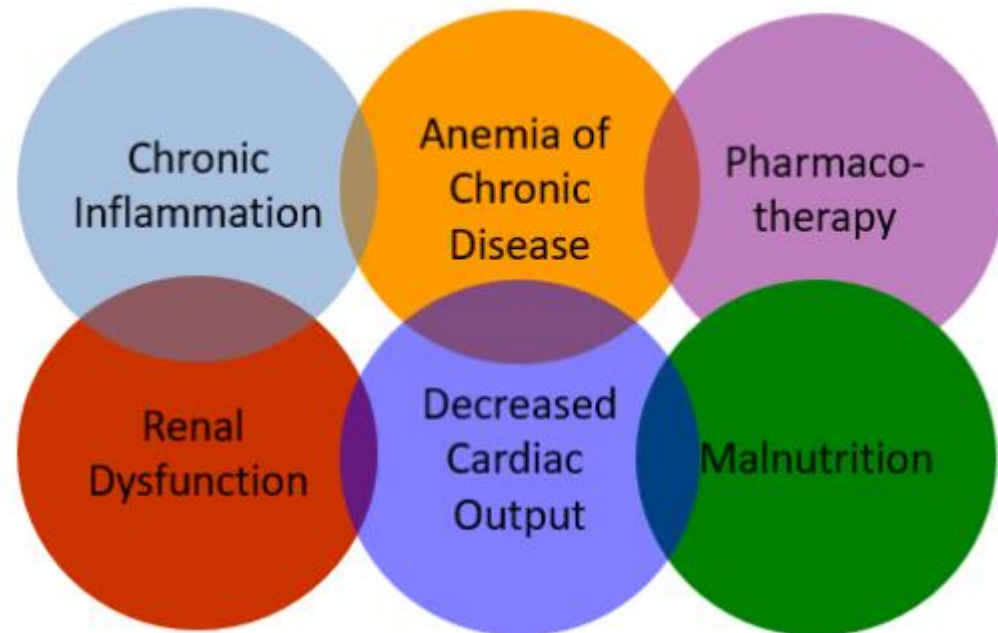 Chronic
Inflammation
Anemia of
Chronic
Disease
Pharmaco-
therapy
Renal
Dysfunction
Decreased
Cardiac
Output
Malnutrition